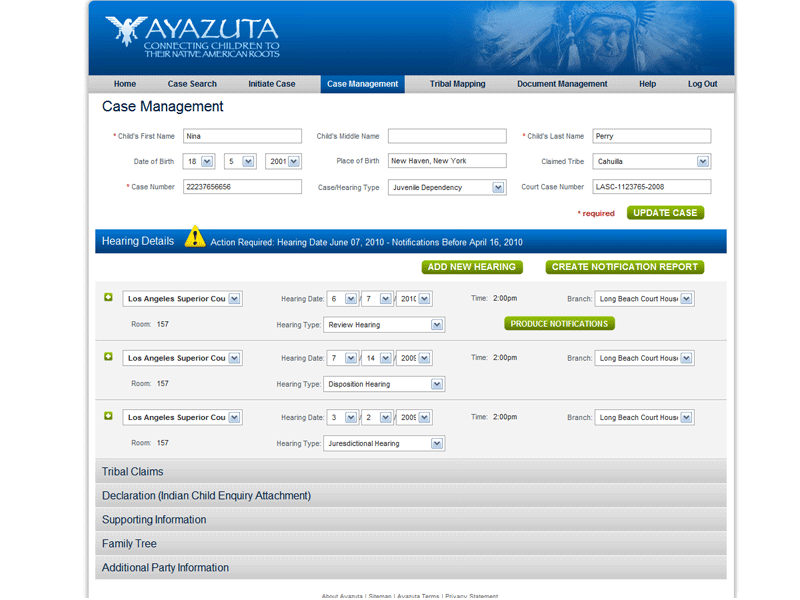 AYAZUTA
CONNECTING CHILDREN TO
THEIR NATIVE AMERICAN ROOTS
Home Case Search Initiate Case Case Management Tribal Mapping Document Management Help Log Out
Case Management
* Child's First Name Nina Child's Middle Name * Child's Last Name Perry
Date of Birth 18 5 2001 Place of Birth New Haven, New York Claimed Tribe Cahuilla
* Case Number 22237656656 Case/Hearing Type Juvenile Dependency Court Case Number LASC-1123765-2008
* required UPDATE CASE
Hearing Details Action Required: Hearing Date June 07, 2010 - Notifications Before April 16, 2010
ADD NEW HEARING CREATE NOTIFICATION REPORT
Los Angeles Superior Cou Hearing Date: 6 / 7 / 2010 Time: 2:00pm Branch: Long Beach Court Hous
Room: 157 Hearing Type: Review Hearing PRODUCE NOTIFICATIONS
Los Angeles Superior Cou Hearing Date: 7 / 14 / 2009 Time: 2:00pm Branch: Long Beach Court Hous
Room: 157 Hearing Type: Disposition Hearing
Los Angeles Superior Cou Hearing Date: 3 / 2 / 2009 Time: 2:00pm Branch: Long Beach Court Hous
Room: 157 Hearing Type: Juresdictional Hearing
Tribal Claims
Declaration (Indian Child Enquiry Attachment)
Supporting Information
Family Tree
Additional Party Information
About Ayazuta | Sitemap | Ayazuta Terms | Privacy Statement